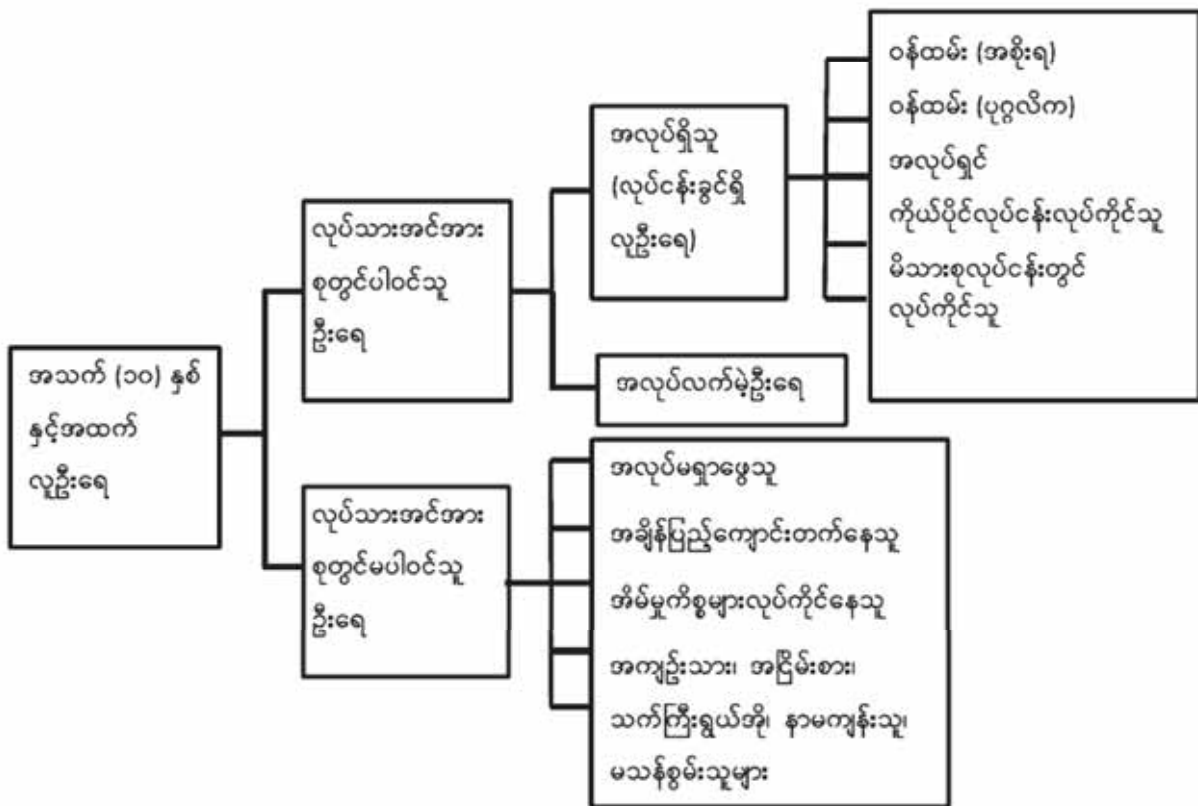 အသက် (၁၀) နှစ်
နှင့်အထက်
လူဦးရေ
လုပ်သားအင်အား
စုတွင်ပါဝင်သူ
ဦးရေ
အလုပ်ရှိသူ
(လုပ်ငန်းခွင်ရှိ
လူဦးရေ)
ဝန်ထမ်း (အစိုးရ)
ဝန်ထမ်း (ပုဂ္ဂလိက)
အလုပ်ရှင်
ကိုယ်ပိုင်လုပ်ငန်းလုပ်ကိုင်သူ
မိသားစုလုပ်ငန်းတွင်
လုပ်ကိုင်သူ
အလုပ်လက်မဲ့ဦးရေ
လုပ်သားအင်အား
စုတွင်မပါဝင်သူ
ဦးရေ
အလုပ်မရှာဖွေသူ
အချိန်ပြည့်ကျောင်းတက်နေသူ
အိမ်မှုကိစ္စများလုပ်ကိုင်နေသူ
အကျဉ်းသား၊ အငြိမ်းစား၊
သက်ကြီးရွယ်အို၊ နာမကျန်းသူ၊
မသန်စွမ်းသူများ